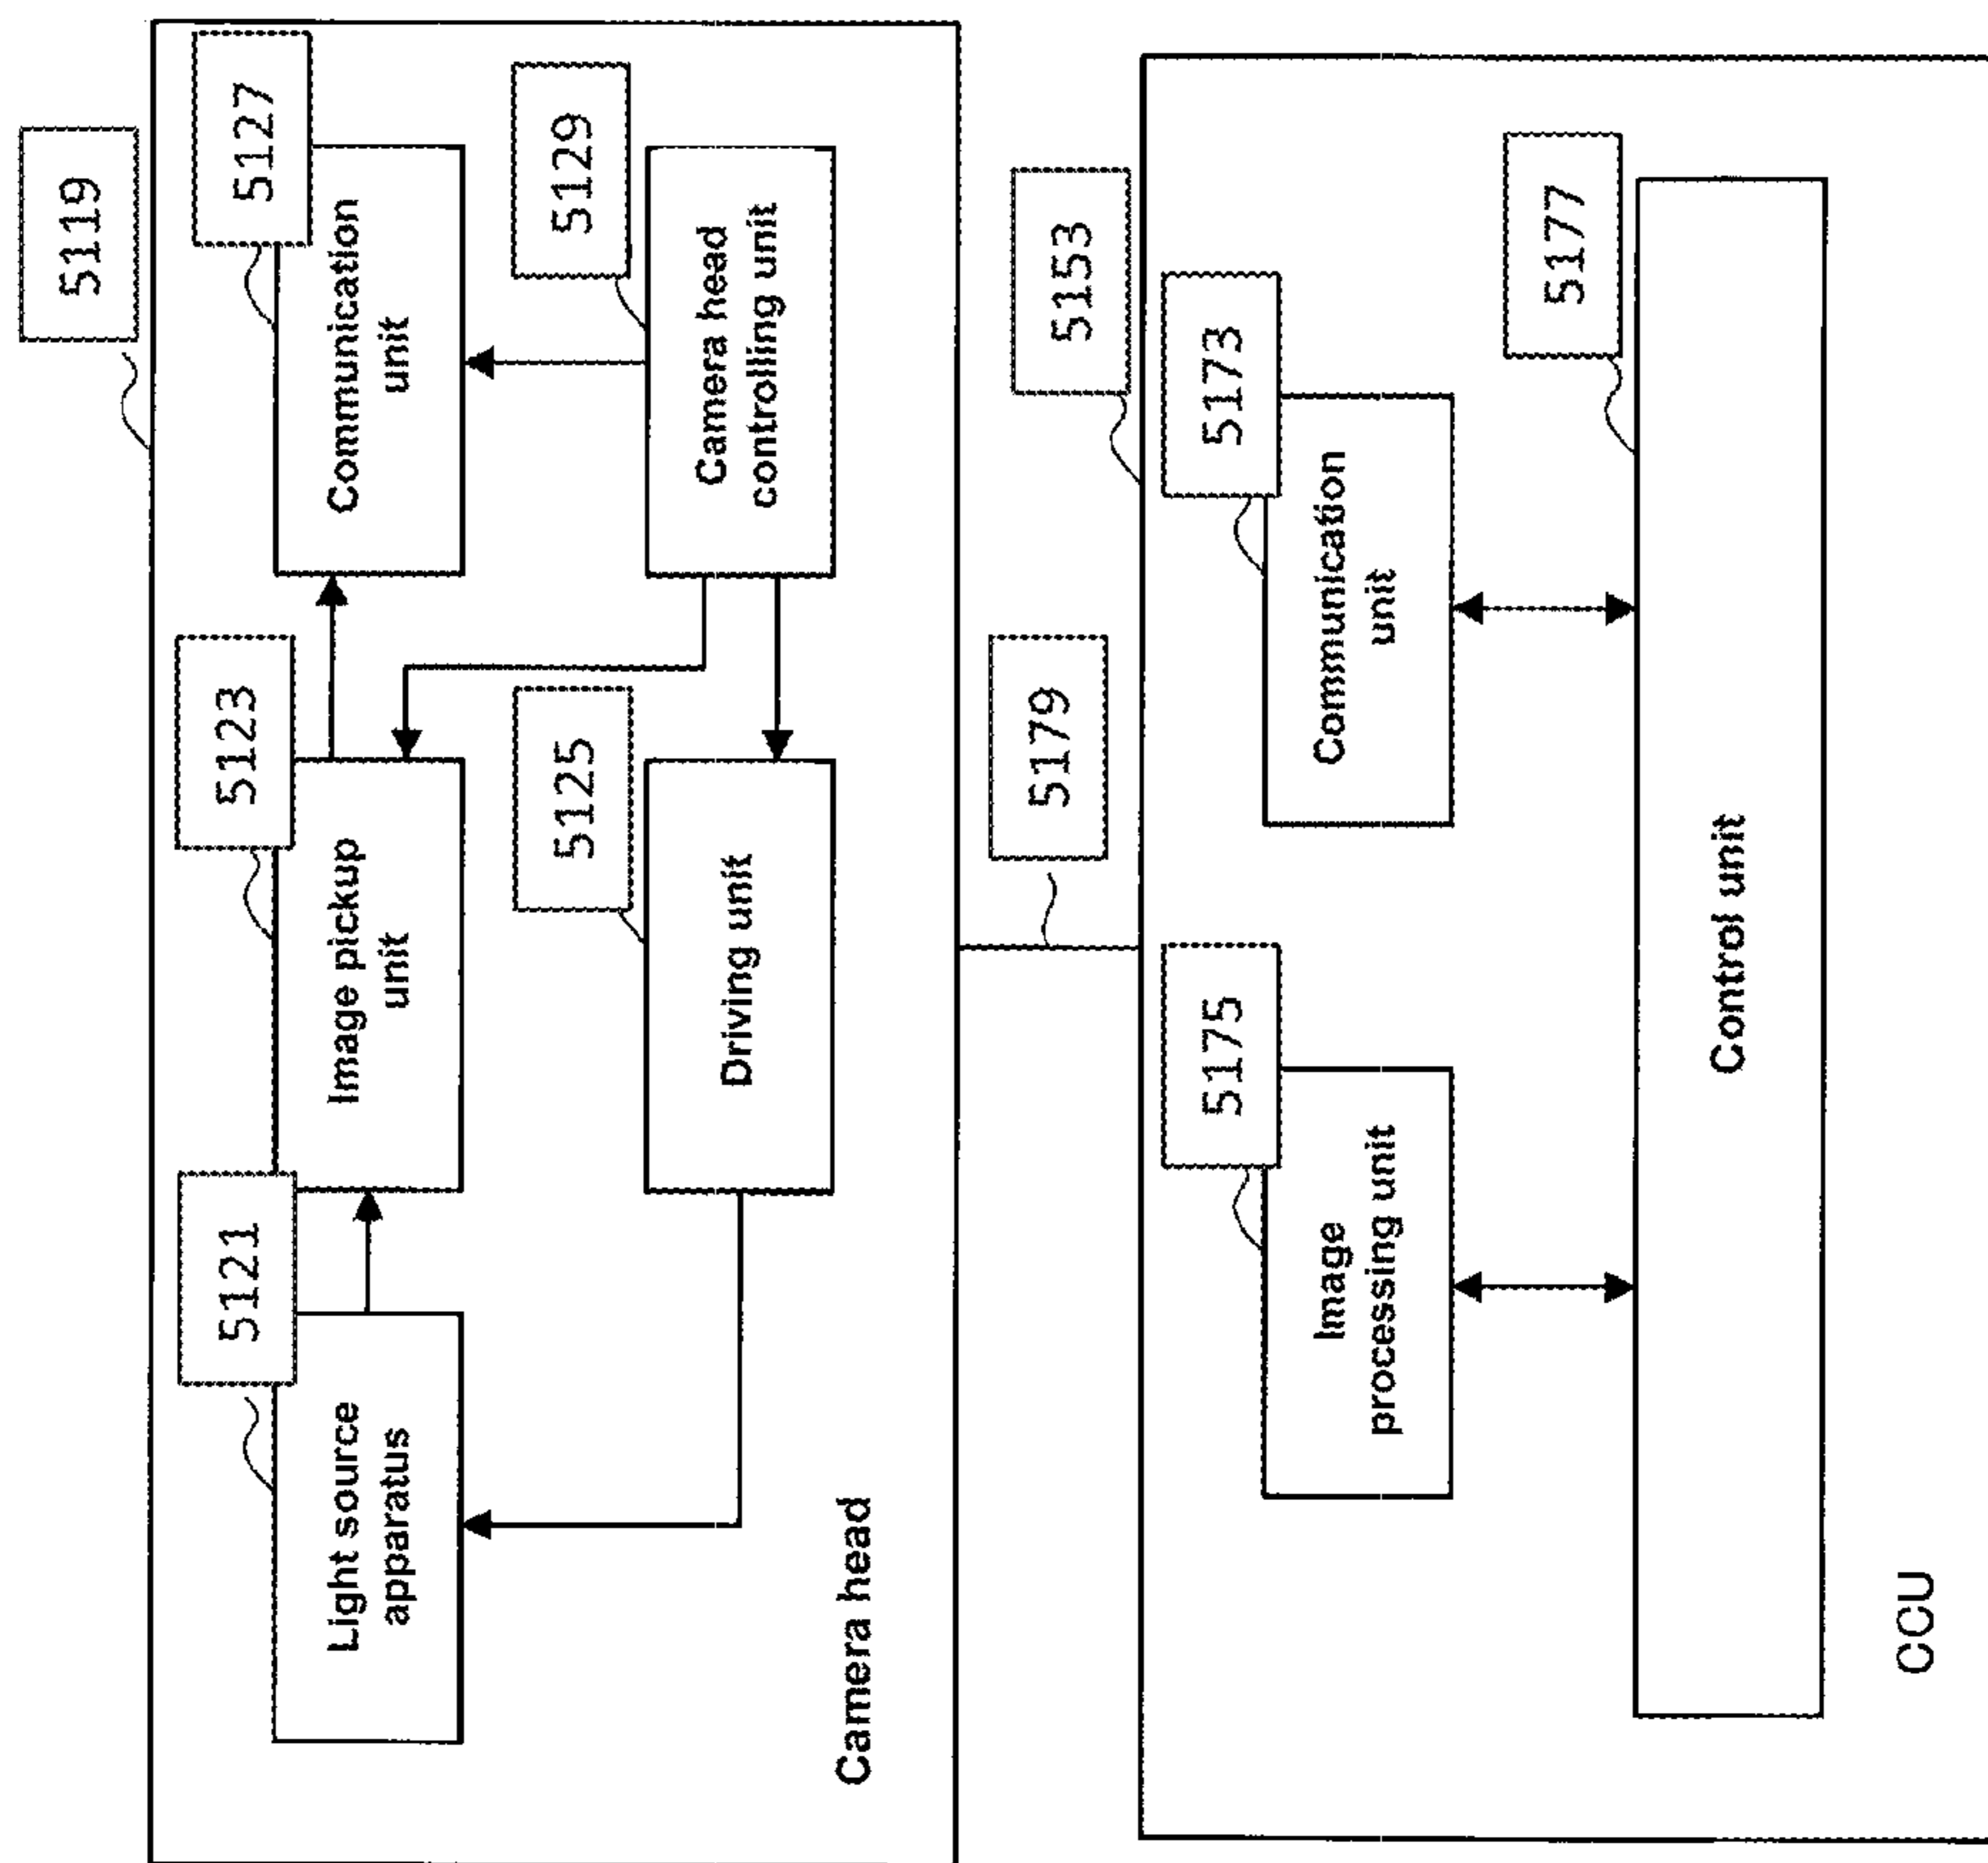 5119
5121
5123
5127
Light source
apparatus
Image pickup
unit
Communication
unit
5125
5129
Driving unit
Camera head
controlling unit
Camera head
5179
5153
5175
5173
Image
processing unit
Communication
unit
5177
Control unit
CCU